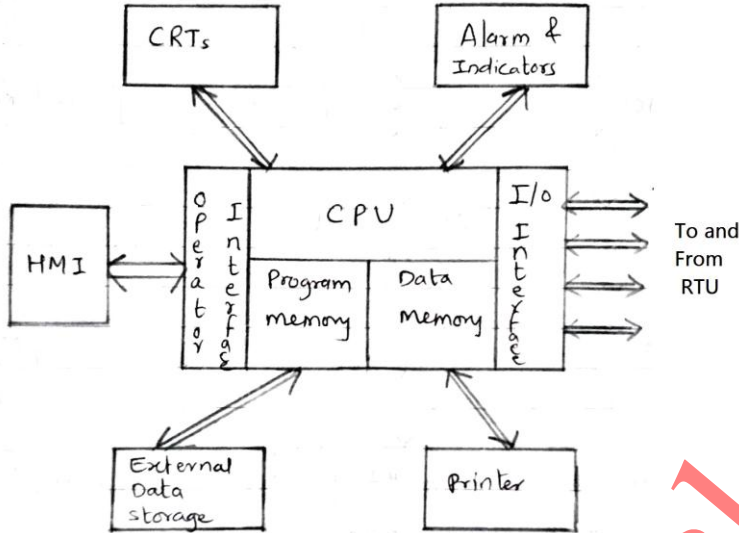 CRTs
Alarm &
Indicators
HMI
Operator
Interface
CPU
Program
memory
Data
Memory
I/O
Interface
To and
From
RTU
External
Data
storage
Printer